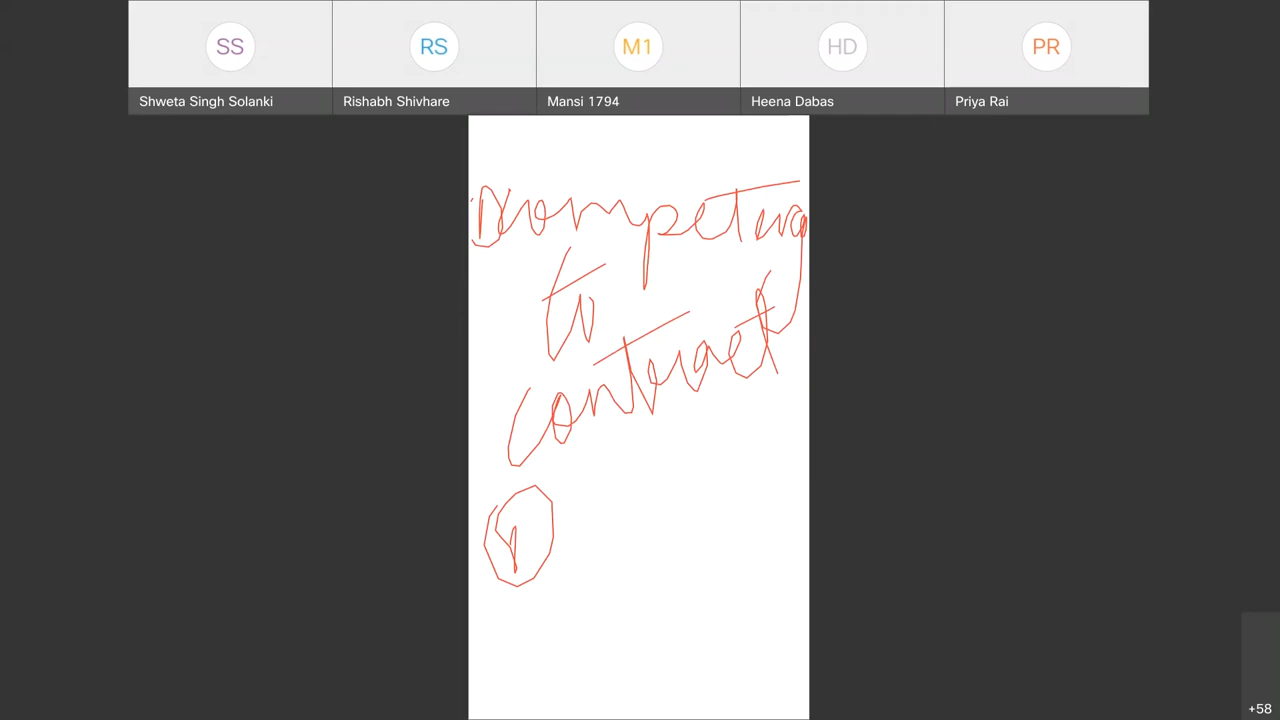 SS
RS
M1
HD
PR
Shweta Singh Solanki
Rishabh Shivhare
Mansi 1794
Heena Dabas
Priya Rai
to
contract
1
+58